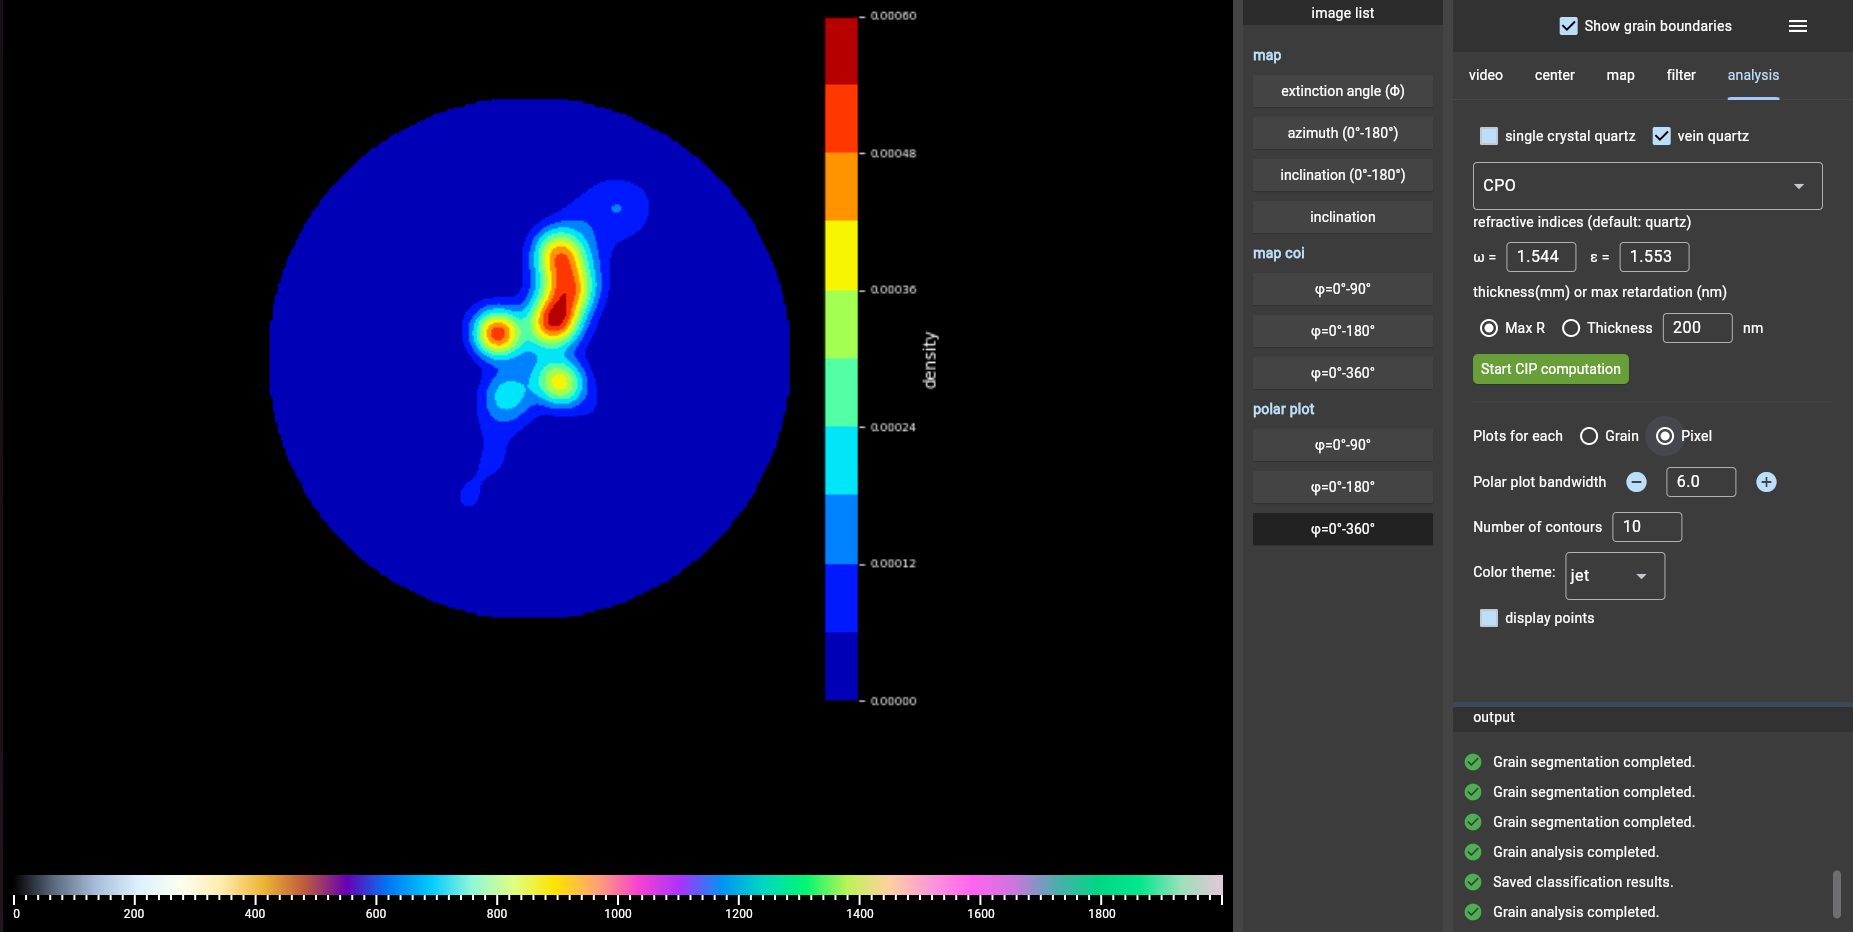 0.00060
0.00048
0.00036
0.00024
0.00012
0.00000
density
0 200 400 600 800 1000 1200 1400 1600 1800
image list
map
extinction angle (Φ)
azimuth (0°-180°)
inclination (0°-180°)
inclination
map coi
φ=0°-90°
φ=0°-180°
φ=0°-360°
polar plot
φ=0°-90°
φ=0°-180°
φ=0°-360°
Show grain boundaries
video center map filter analysis
single crystal quartz vein quartz
CPO
refractive indices (default: quartz)
ω = 1.544 ε = 1.553
thickness(mm) or max retardation (nm)
Max R Thickness 200 nm
Start CIP computation
Plots for each Grain Pixel
Polar plot bandwidth 6.0
Number of contours 10
Color theme: jet
display points
output
Grain segmentation completed.
Grain segmentation completed.
Grain segmentation completed.
Grain analysis completed.
Saved classification results.
Grain analysis completed.